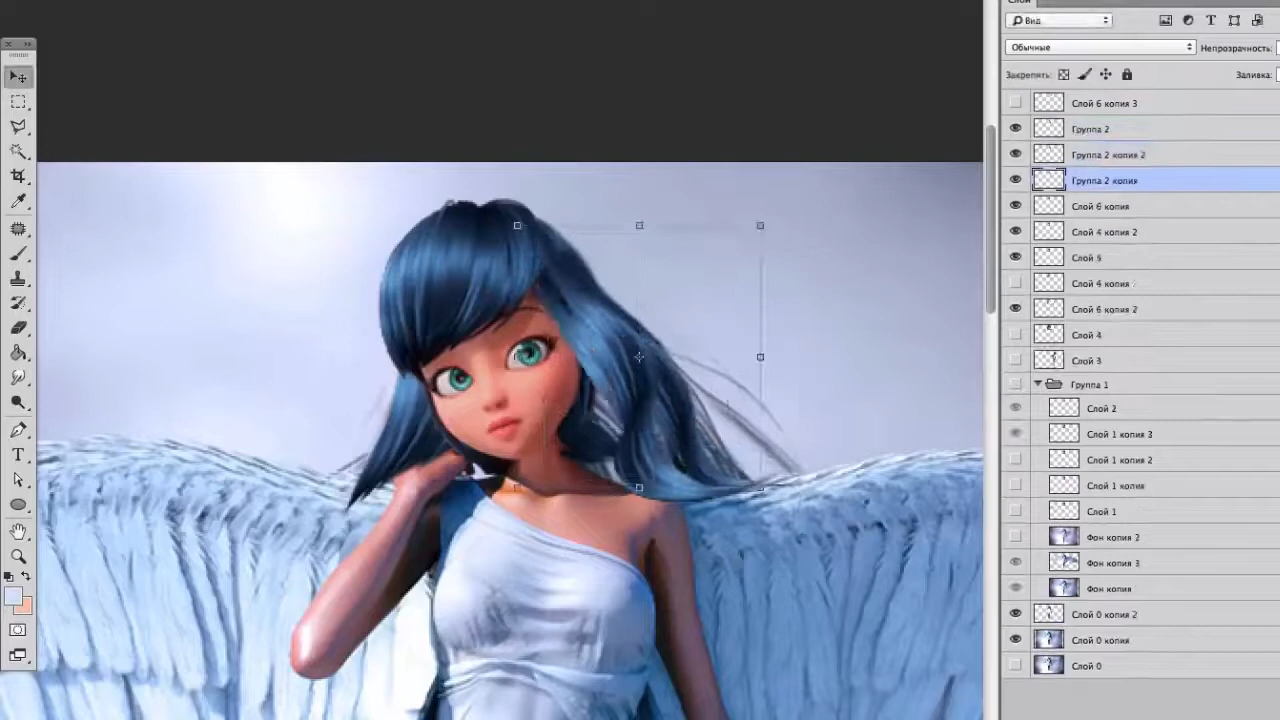 Слои
Вид
Обычные
Непрозрачность:
Закрепить:
Заливка:
Слой 6 копия 3
Группа 2
Группа 2 копия 2
Группа 2 копия
Слой 6 копия
Слой 4 копия 2
Слой 5
Слой 4 копия
Слой 6 копия 2
Слой 4
Слой 3
Группа 1
Слой 2
Слой 1 копия 3
Слой 1 копия 2
Слой 1 копия
Слой 1
Фон копия 2
Фон копия 3
Фон копия
Слой 0 копия 2
Слой 0 копия
Слой 0